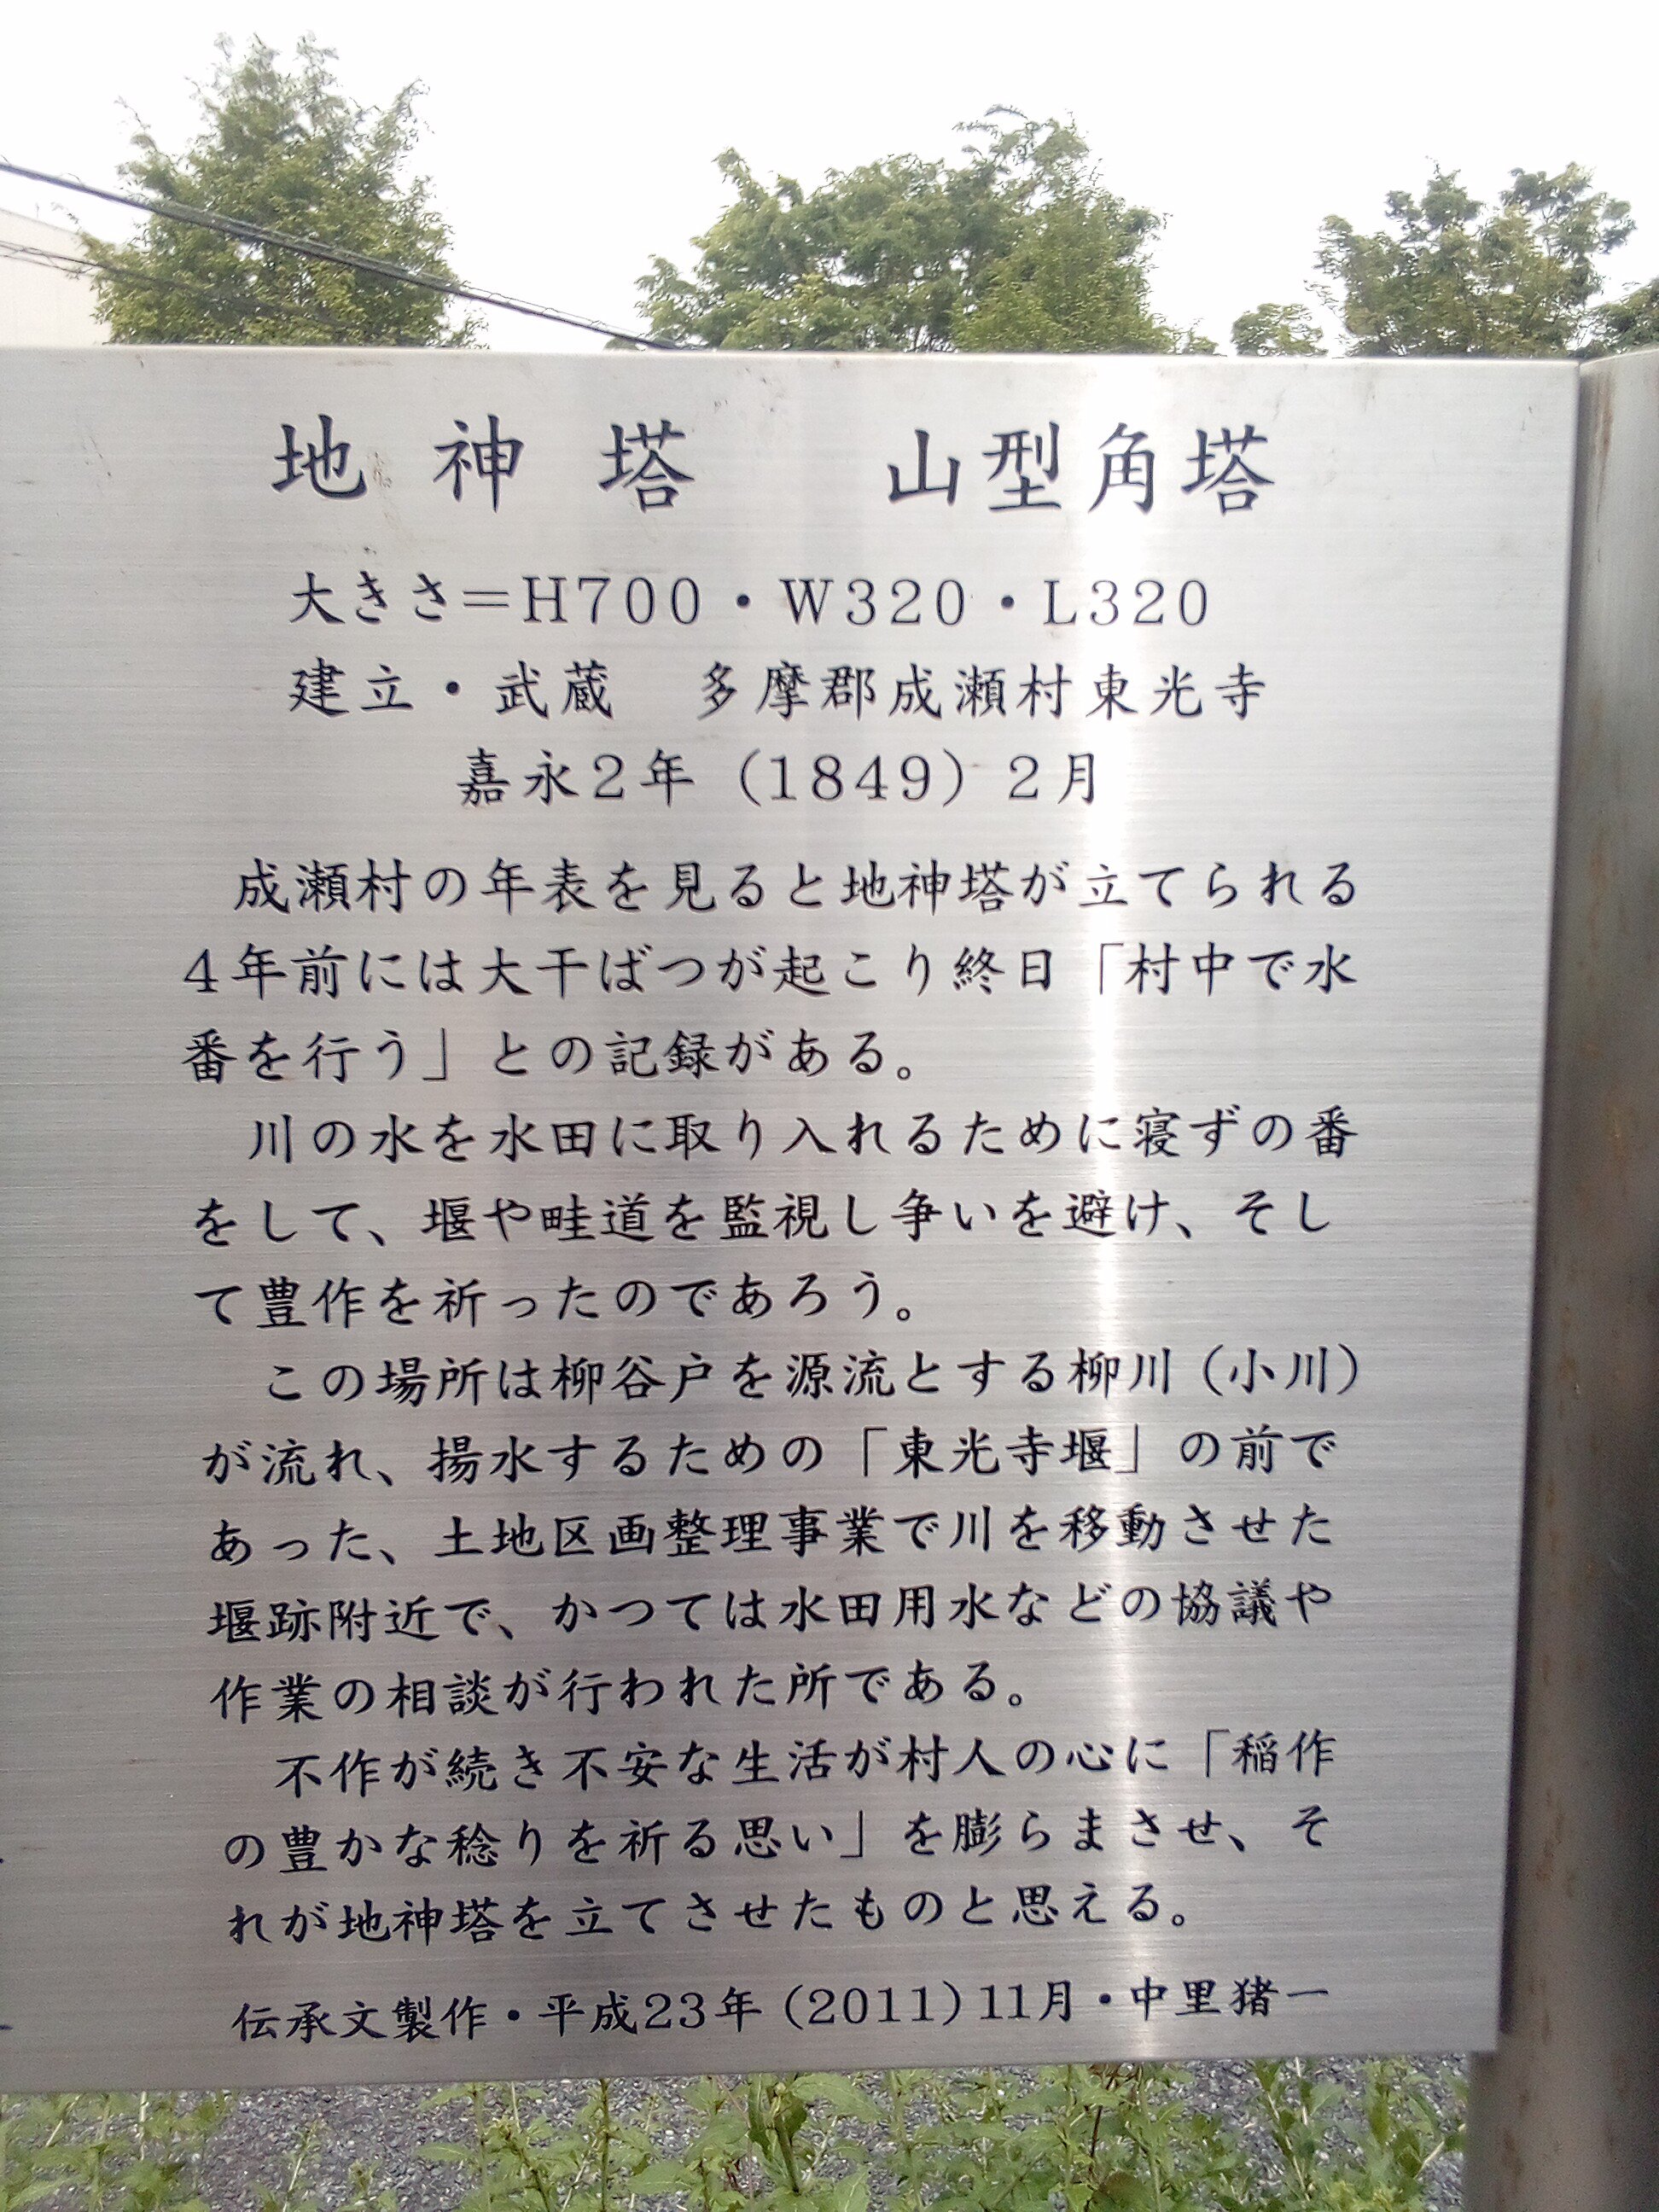 地神塔　山型角塔
大きさ＝H700・W320・L320
建立・武蔵　多摩郡成瀬村東光寺
嘉永２年（1849）２月
成瀬村の年表を見ると地神塔が立てられる
４年前には大干ばつが起こり終日「村中で水
番を行う」との記録がある。
川の水を水田に取り入れるために寝ずの番
をして、堰や畦道を監視し争いを避け、そし
て豊作を祈ったのであろう。
この場所は柳谷戸を源流とする柳川（小川）
が流れ、揚水するための「東光寺堰」の前で
あった、土地区画整理事業で川を移動させた
堰跡附近で、かつては水田用水などの協議や
作業の相談が行われた所である。
不作が続き不安な生活が村人の心に「稲作
の豊かな稔りを祈る思い」を膨らまさせ、そ
れが地神塔を立てさせたものと思える。
伝承文製作・平成23年（2011）11月・中里猪一